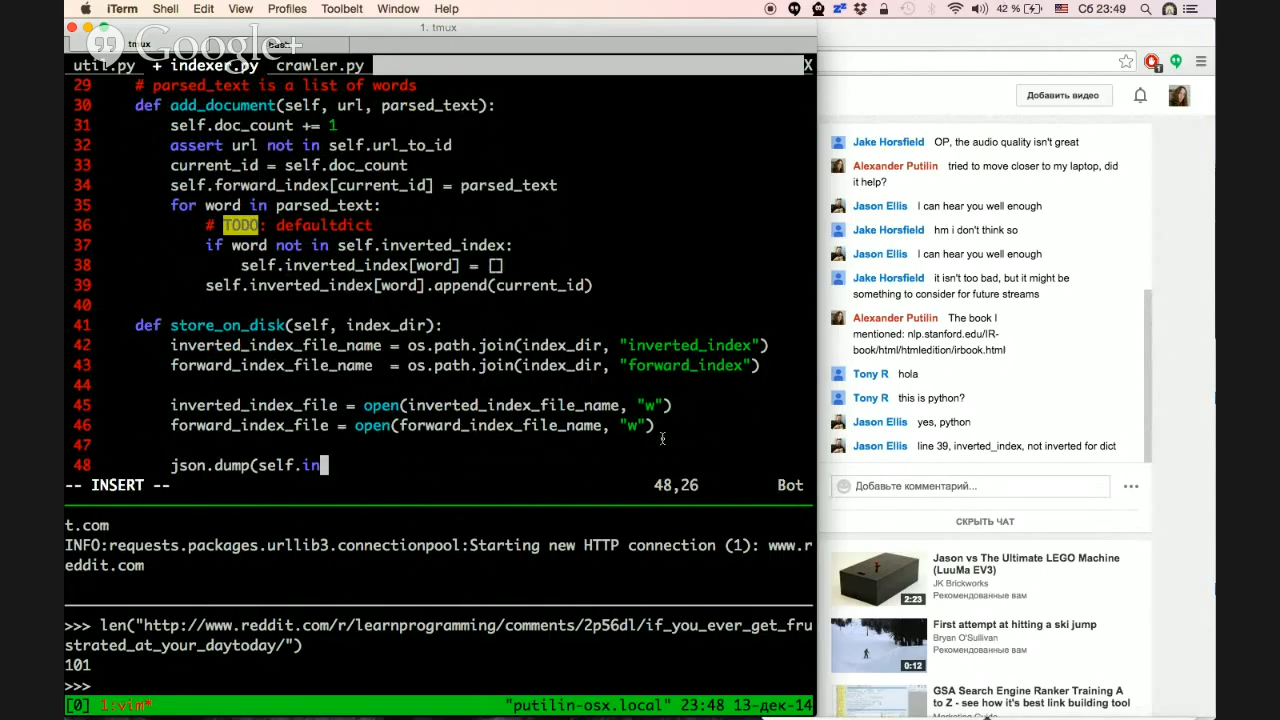 iTerm Shell Edit View Profiles Toolbelt Window Help Tmux
42 % Сб 23:49
1. tmux
Google+
tmux bash
util.py + indexer.py crawler.py X
29 # parsed_text is a list of words
30 def add_document(self, url, parsed_text):
31 self.doc_count += 1
32 assert url not in self.url_to_id
33 current_id = self.doc_count
34 self.forward_index[current_id] = parsed_text
35 for word in parsed_text:
36 # TODO: defaultdict
37 if word not in self.inverted_index:
38 self.inverted_index[word] = []
39 self.inverted_index[word].append(current_id)
40
41 def store_on_disk(self, index_dir):
42 inverted_index_file_name = os.path.join(index_dir, "inverted_index")
43 forward_index_file_name = os.path.join(index_dir, "forward_index")
44
45 inverted_index_file = open(inverted_index_file_name, "w")
46 forward_index_file = open(forward_index_file_name, "w")
47
48 json.dump(self.in
-- INSERT -- 48,26 Bot
t.com
INFO:requests.packages.urllib3.connectionpool:Starting new HTTP connection (1): www.r
eddit.com
>>> len("http://www.reddit.com/r/learnprogramming/comments/2p56dl/if_you_ever_get_fru
strated_at_your_daytoday/")
101
>>>
[0] 1:vim* "putilin-osx.local" 23:48 13-дек-14
Добавить видео
Jake Horsfield OP, the audio quality isn't great
Alexander Putilin tried to move closer to my laptop, did
it help?
Jason Ellis I can hear you well enough
Jake Horsfield hm i don't think so
Jason Ellis I can hear you well enough
Jake Horsfield it isn't too bad, but it might be
something to consider for future streams
Alexander Putilin The book I
mentioned: nlp.stanford.edu/IR-
book/html/htmledition/irbook.html
Tony R hola
Tony R this is python?
Jason Ellis yes, python
Jason Ellis line 39, inverted_index, not inverted for dict
Добавьте комментарий...
СКРЫТЬ ЧАТ
Jason vs The Ultimate LEGO Machine
(LuuMa EV3)
JK Brickworks
Рекомендованные вам
2:23
First attempt at hitting a ski jump
Bryan O'Sullivan
Рекомендованные вам
0:12
GSA Search Engine Ranker Training A
to Z - see how it's best link building tool